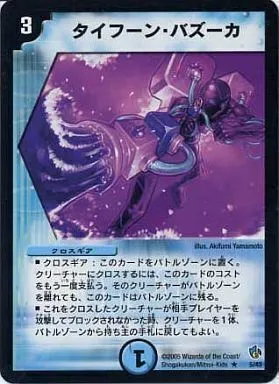 3
タイフーン・バズーカ
illus. Akifumi Yamamoto
クロスギア
■ クロスギア：このカードをバトルゾーンに置く。
クリーチャーにクロスするには、このカードのコスト
をもう一度支払う。そのクリーチャーがバトルゾーン
を離れても、このカードはバトルゾーンに残る。
■ これをクロスしたクリーチャーが相手プレイヤーを
攻撃してブロックされなかった時、クリーチャーを1体、
バトルゾーンから持ち主の手札に戻してもよい。
1
©2005 Wizards of the Coast/
Shogakukan/Mitsui-Kids
★ 5/45